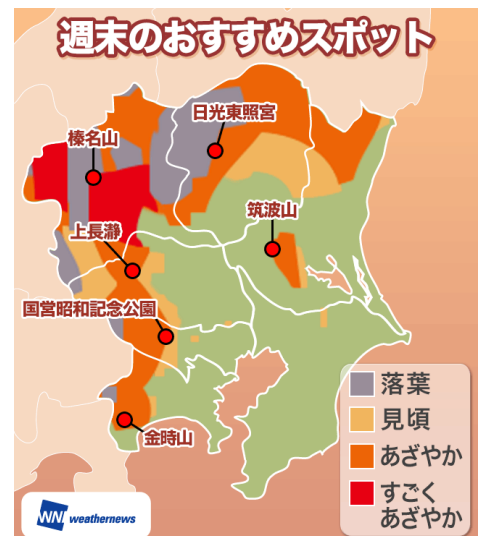 週末のおすすめスポット
日光東照宮
榛名山
筑波山
上長瀞
国営昭和記念公園
金時山
落葉
見頃
あざやか
すごく
あざやか
WNI weathernews